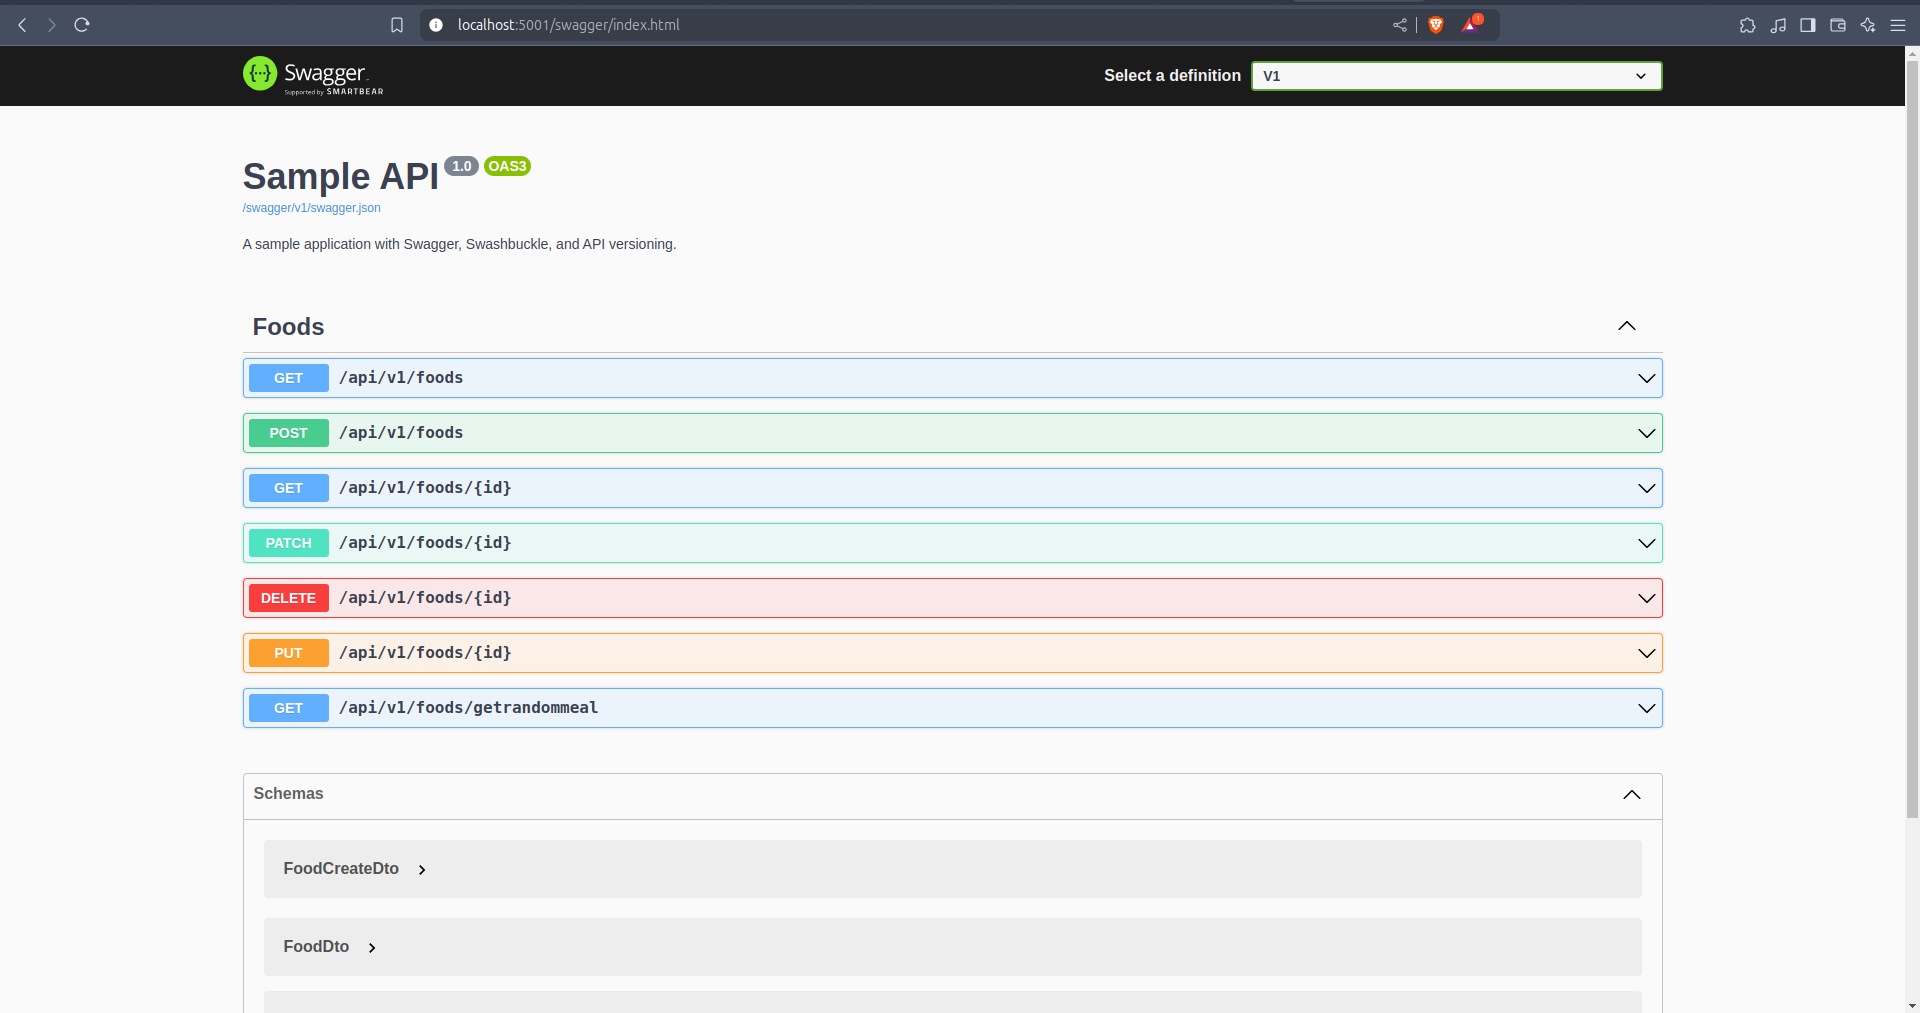 localhost:5001/swagger/index.html
1
Swagger
Supported by SMARTBEAR
Select a definition
V1
Sample API 1.0 OAS3
/swagger/v1/swagger.json
A sample application with Swagger, Swashbuckle, and API versioning.
Foods
GET /api/v1/foods
POST /api/v1/foods
GET /api/v1/foods/{id}
PATCH /api/v1/foods/{id}
DELETE /api/v1/foods/{id}
PUT /api/v1/foods/{id}
GET /api/v1/foods/getrandommeal
Schemas
FoodCreateDto
FoodDto